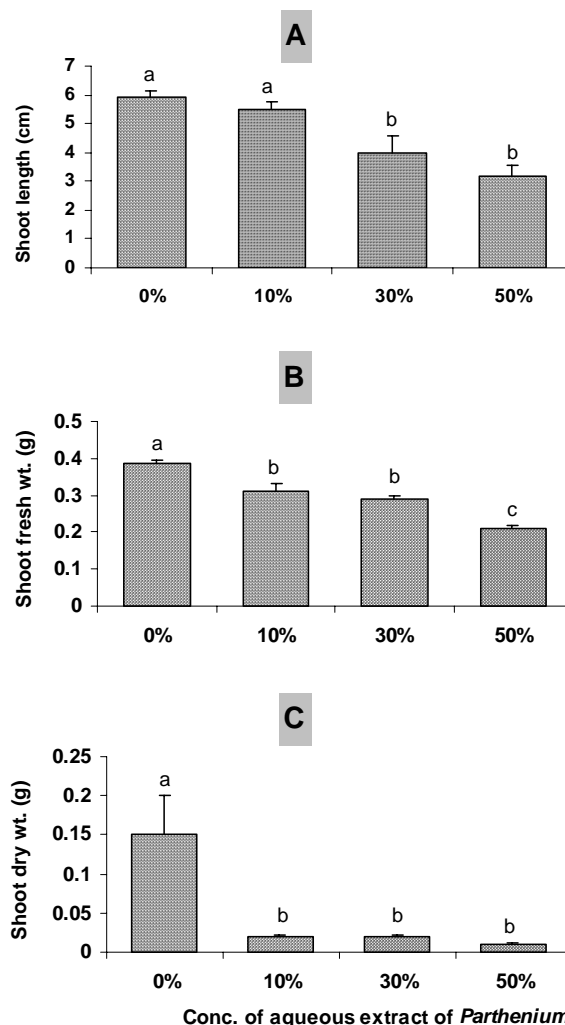 A
Shoot length (cm)
7
6
5
4
3
2
1
0
a
a
b
b
0%
10%
30%
50%
B
Shoot fresh wt. (g)
0.5
0.4
0.3
0.2
0.1
0
a
b
b
c
0%
10%
30%
50%
C
Shoot dry wt. (g)
0.25
0.2
0.15
0.1
0.05
0
a
b
b
b
0%
10%
30%
50%
Conc. of aqueous extract of Parthenium